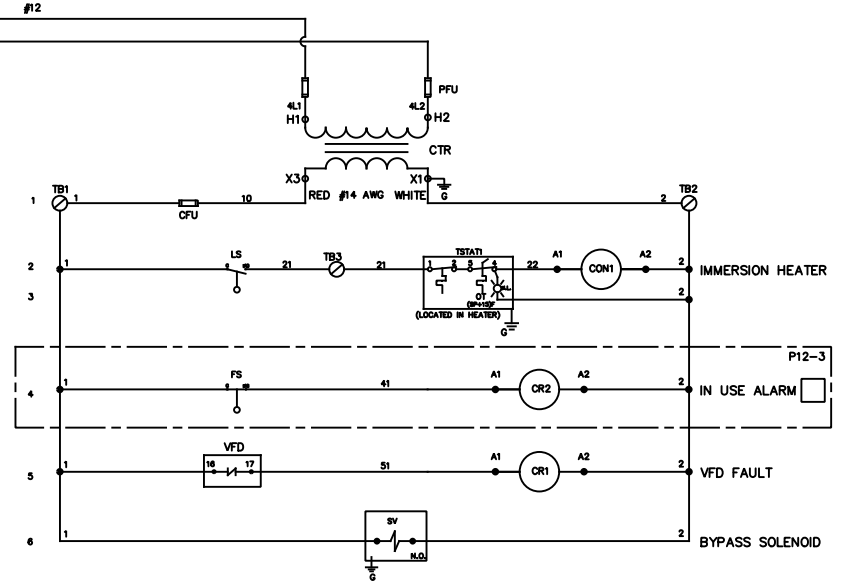 #12
PFU
4L1 4L2
H1 H2
CTR
X3 X1
RED #14 AWG WHITE G
1 TB1 1 CFU 10 2 TB2
2 1 LS 21 TB3 21 TSTAT1 1 2 5 4 22 A1 CON1 A2 2 IMMERSION HEATER
3 OT 2
(LOCATED IN HEATER)
G
P12-3
4 1 FS 41 A1 CR2 A2 2 IN USE ALARM
VFD
5 1 16 17 51 A1 CR1 A2 2 VFD FAULT
SV
6 1 N.O. 2 BYPASS SOLENOID
G